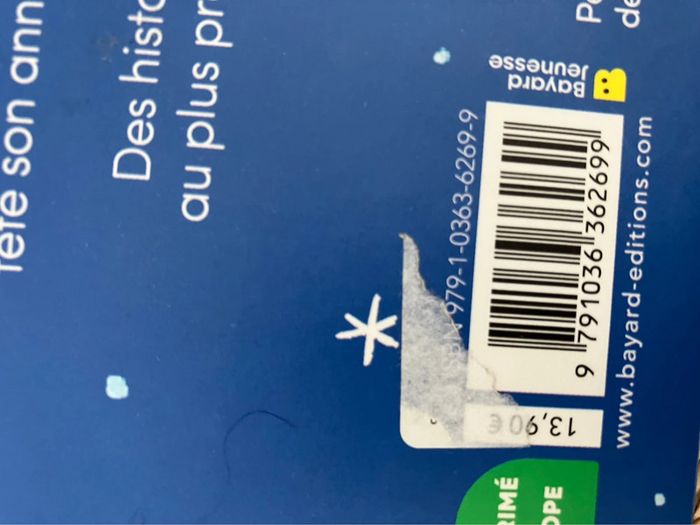 fête son ann
Des histo
au plus pr
Bayard
Jeunesse
979-1-0363-6269-9
9 791036 362699
www.bayard-editions.com
13,90 €
RIMÉ
OPE